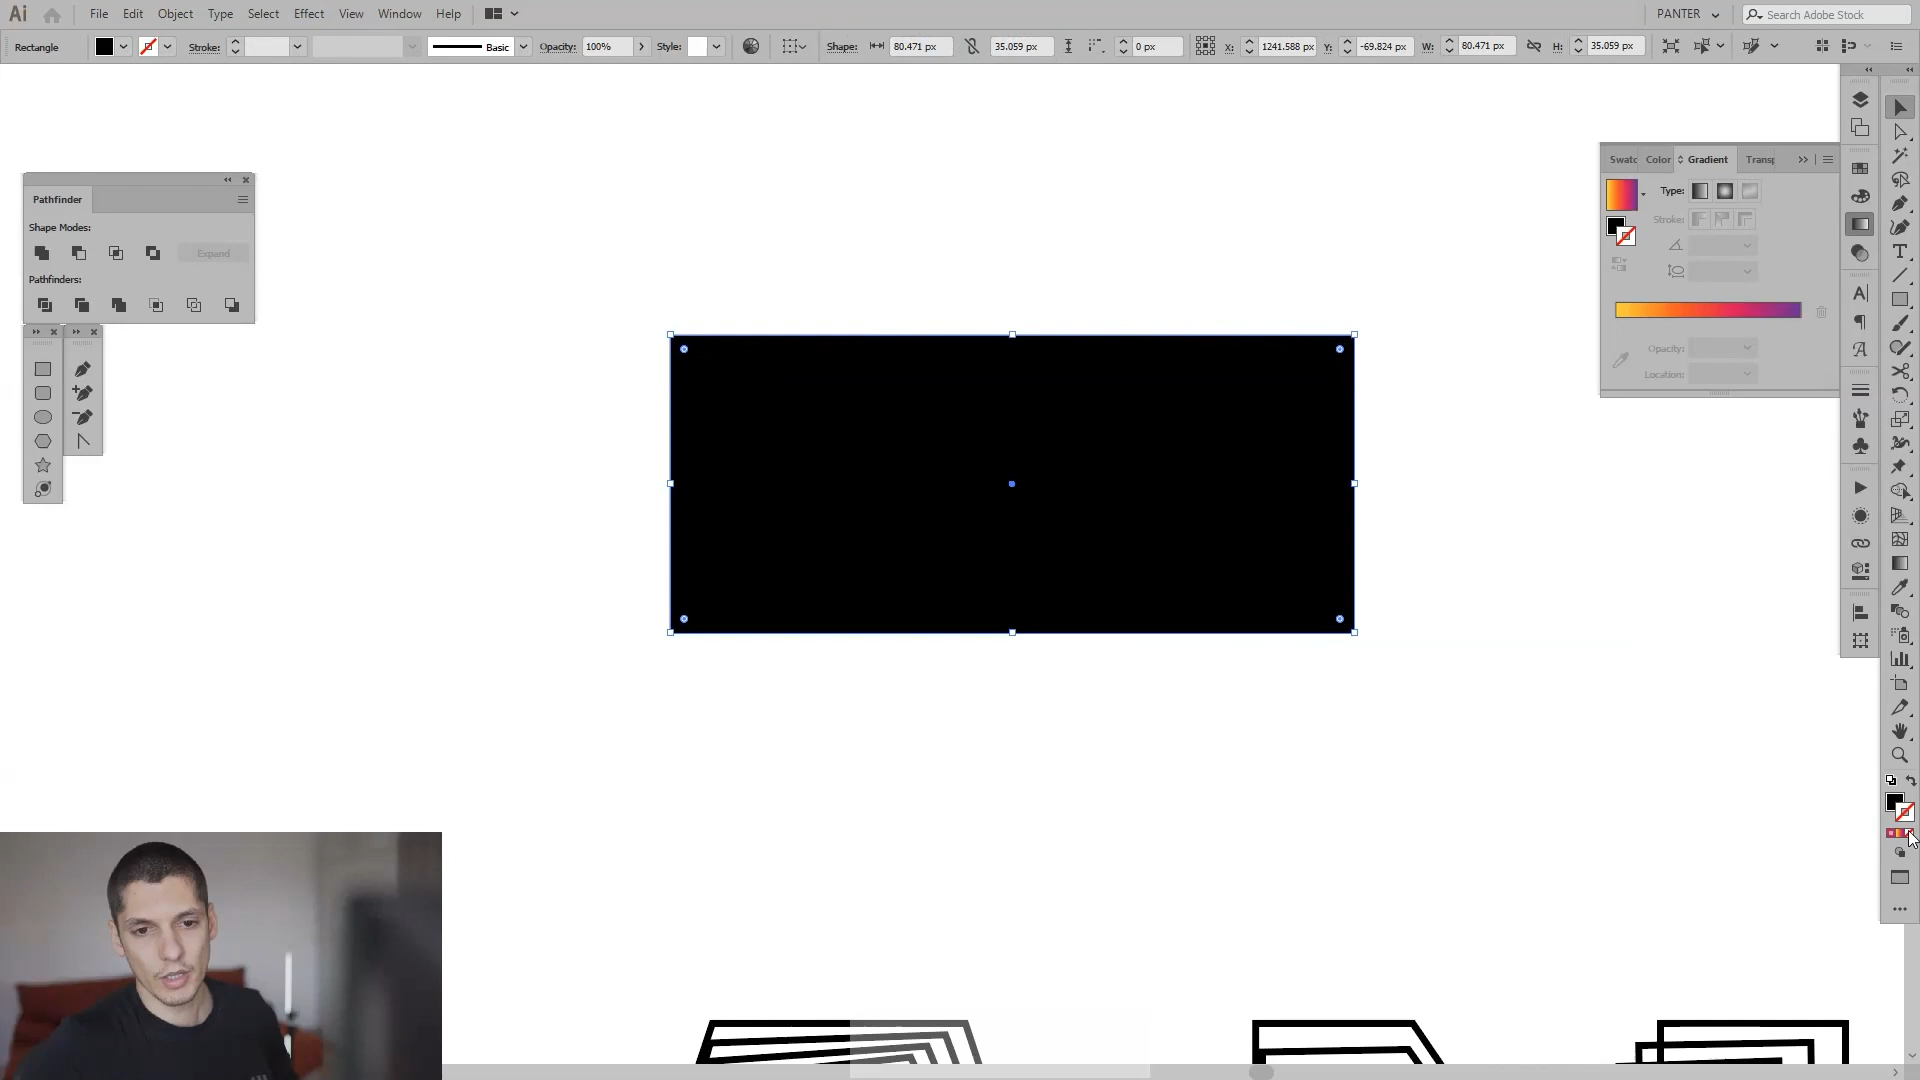 Ai File Edit Object Type Select Effect View Window Help PANTER Search Adobe Stock
Rectangle Stroke: Basic Opacity: 100% Style: Shape: 80.471 px 35.059 px 0 px X: 1241.588 px Y: -69.824 px W: 80.471 px H: 35.059 px
Swatc Color Gradient Transp
Type:
Stroke:
Opacity:
Location:
Pathfinder
Shape Modes:
Expand
Pathfinders: